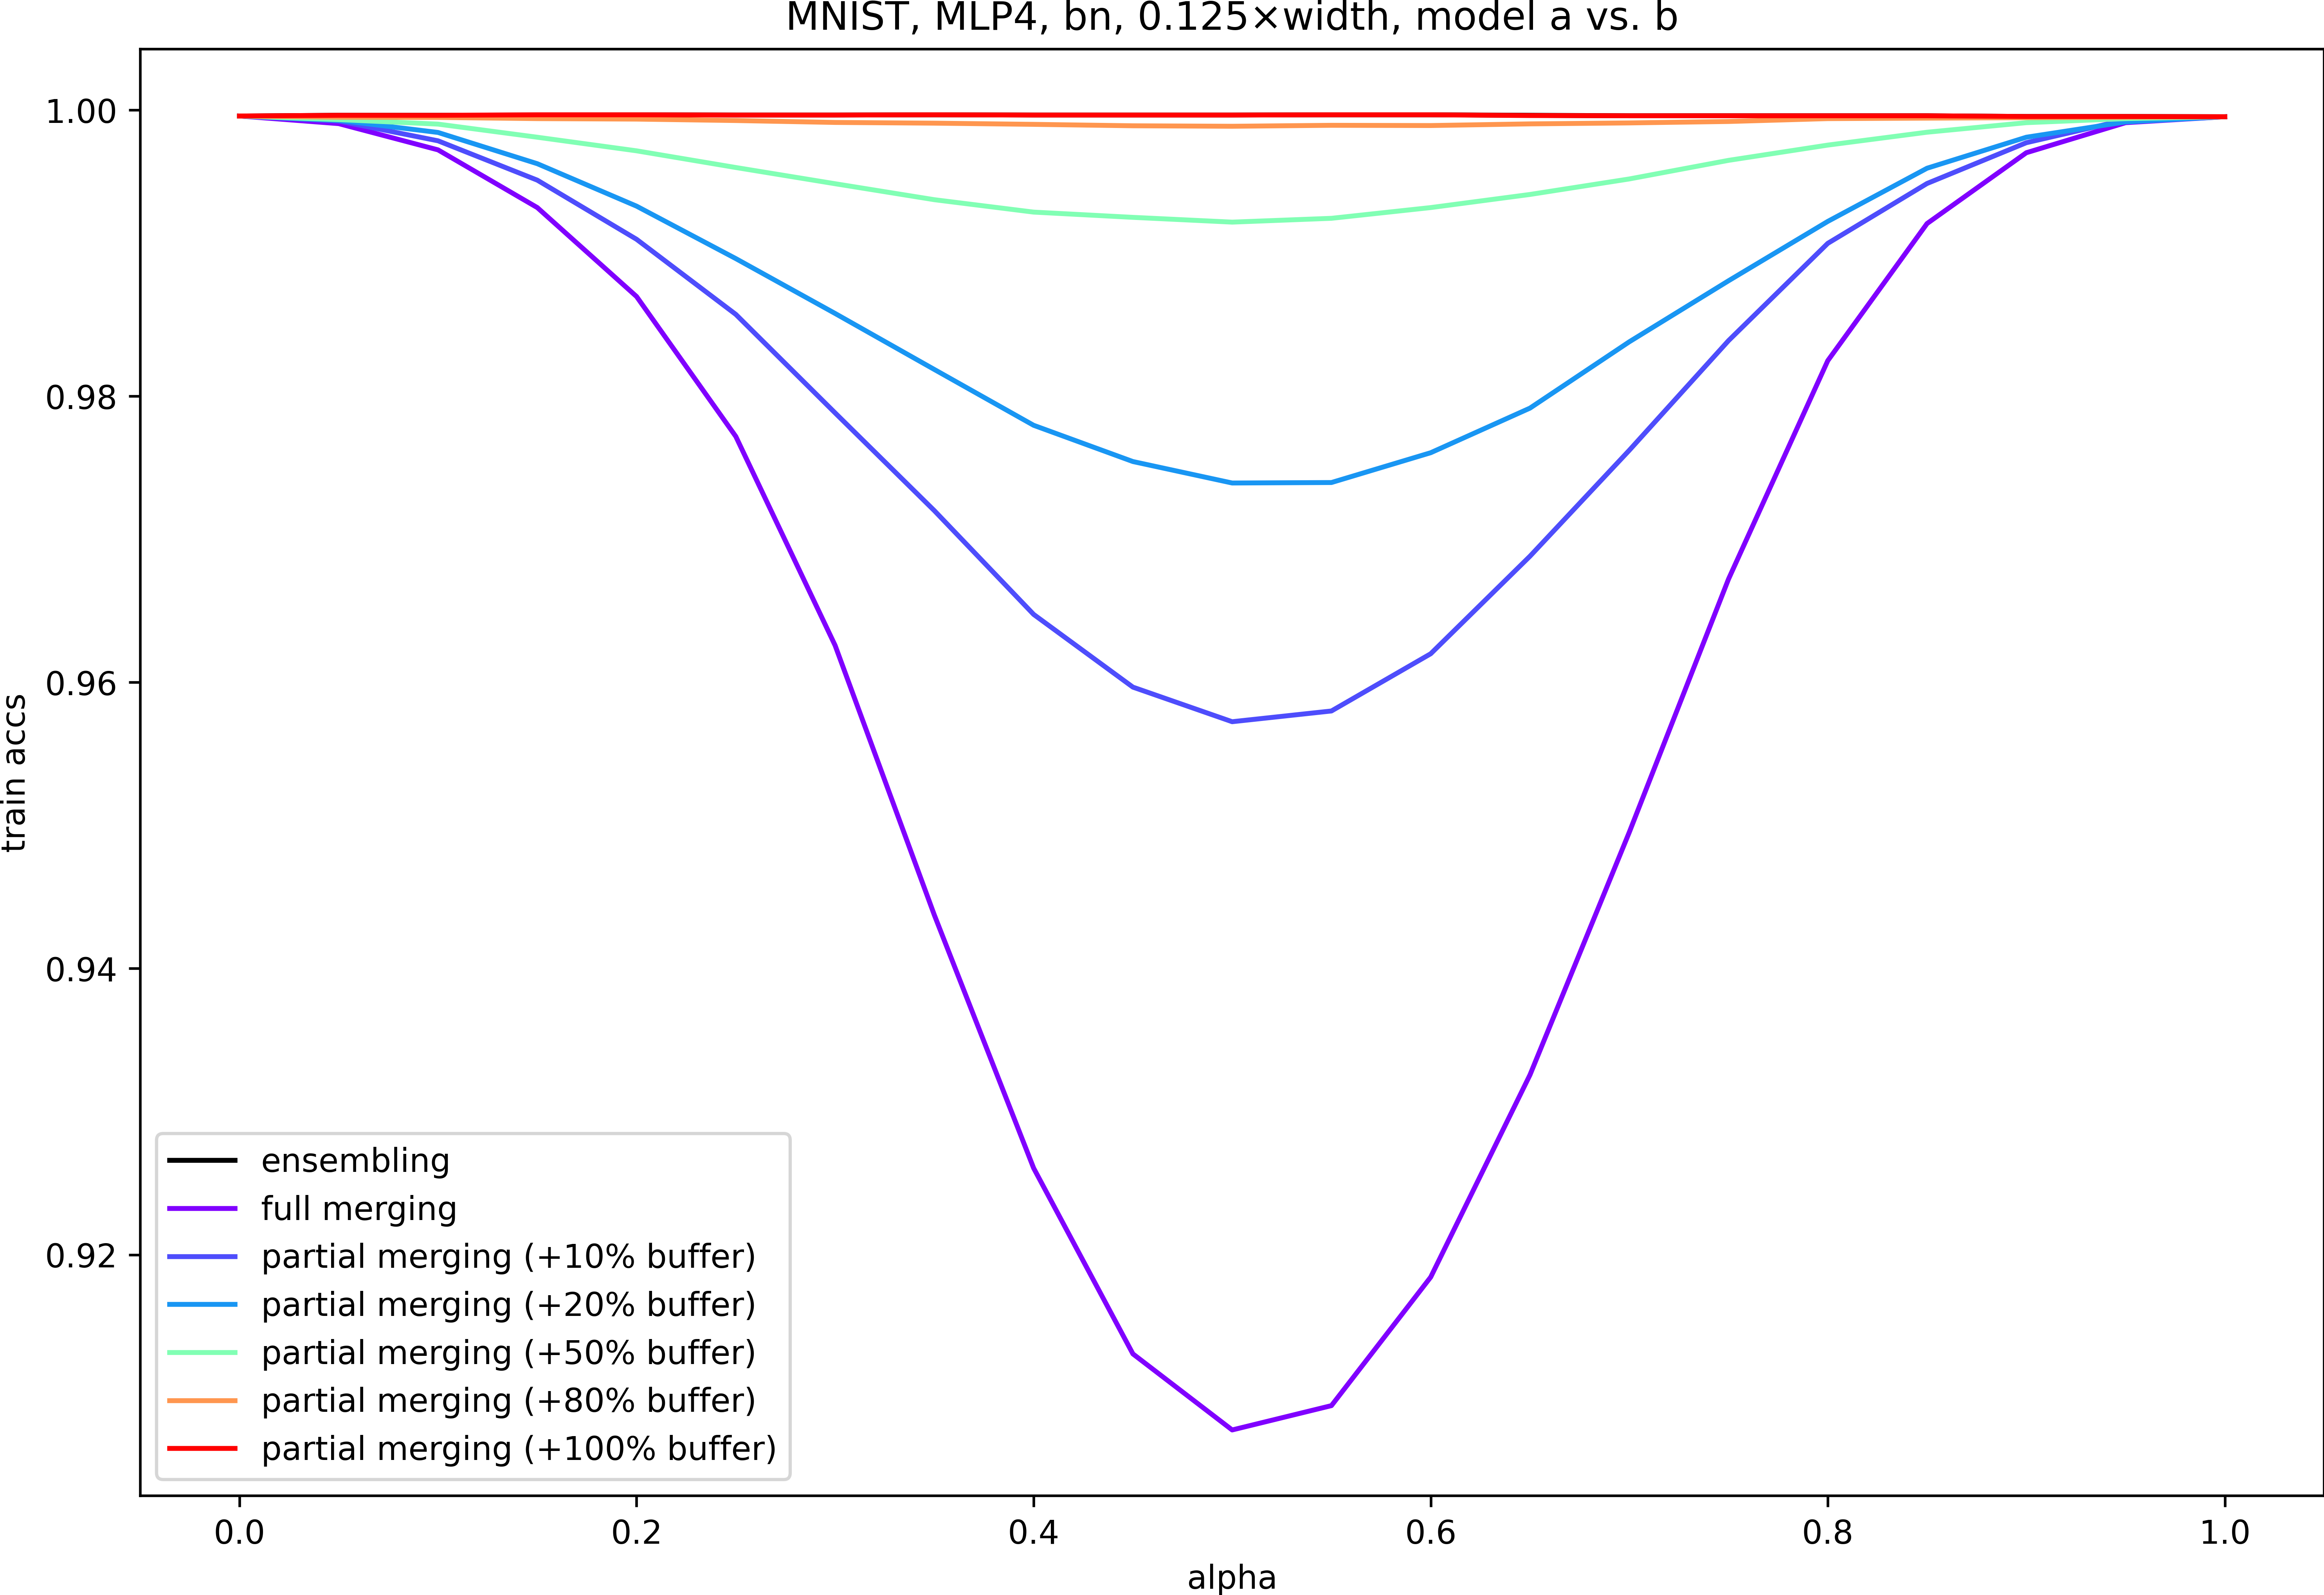 MNIST, MLP4, bn, 0.125×width, model a vs. b
1.00
0.98
0.96
0.94
0.92
train accs
ensembling
full merging
partial merging (+10% buffer)
partial merging (+20% buffer)
partial merging (+50% buffer)
partial merging (+80% buffer)
partial merging (+100% buffer)
0.0 0.2 0.4 0.6 0.8 1.0
alpha